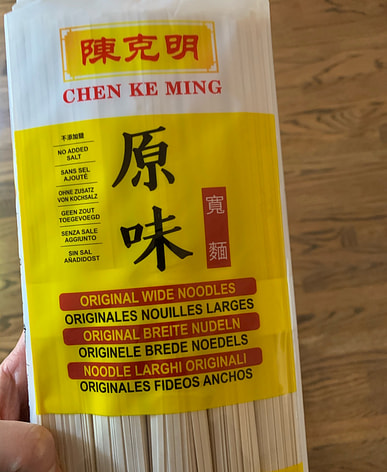 陳克明
CHEN KE MING
不添加鹽
NO ADDED
SALT
SANS SEL
AJOUTÉ
OHNE ZUSATZ
VON KOCHSALZ
GEEN ZOUT
TOEGEVOEGD
SENZA SALE
AGGIUNTO
SIN SAL
AÑADIDOST
原味
寬麵
ORIGINAL WIDE NOODLES
ORIGINALES NOUILLES LARGES
ORIGINAL BREITE NUDELN
ORIGINELE BREDE NOEDELS
NOODLE LARGHI ORIGINALI
ORIGINALES FIDEOS ANCHOS